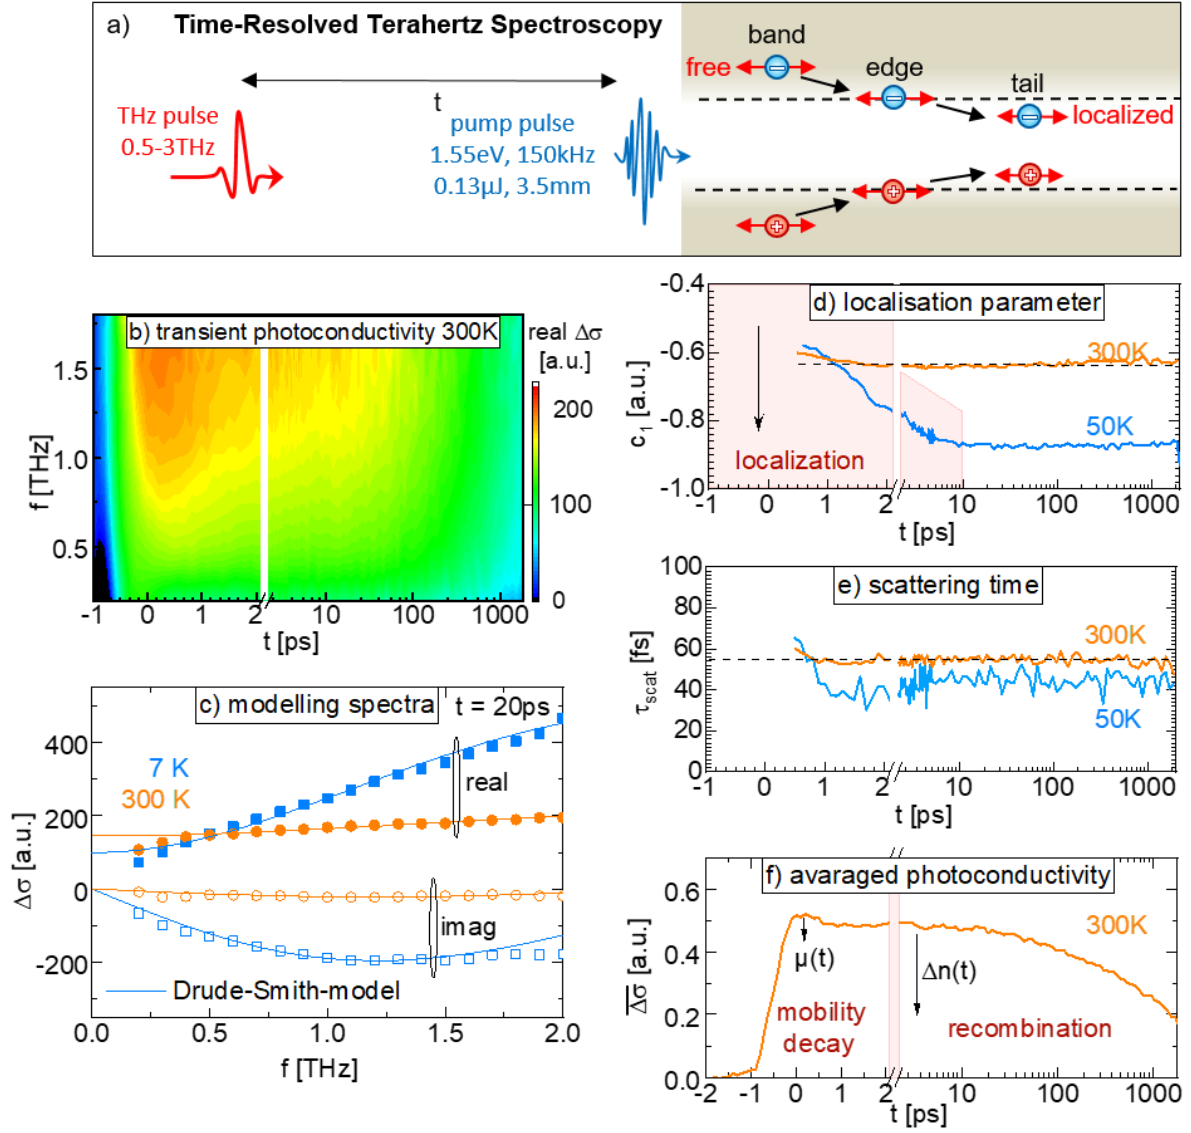 a) Time-Resolved Terahertz Spectroscopy
THz pulse
0.5-3THz
t
pump pulse
1.55eV, 150kHz
0.13µJ, 3.5mm
band
free
edge
tail
localized
b) transient photoconductivity 300K
real Δσ
[a.u.]
200
100
0
f [THz]
1.5
1.0
0.5
-1 0 1 2 10 100 1000
t [ps]
c) modelling spectra t = 20ps
7 K
300 K
real
imag
Drude-Smith-model
Δσ [a.u.]
400
200
0
-200
0.0 0.5 1.0 1.5 2.0
f [THz]
d) localisation parameter
300K
50K
localization
c1 [a.u.]
-0.4
-0.6
-0.8
-1.0
-1 0 1 2 10 100 1000
t [ps]
e) scattering time
300K
50K
τscat [fs]
100
80
60
40
20
0
-1 0 1 2 10 100 1000
t [ps]
f) avaraged photoconductivity
300K
µ(t)
Δn(t)
mobility
decay
recombination
Δσ [a.u.]
0.6
0.4
0.2
0.0
-2 -1 0 1 2 10 100 1000
t [ps]